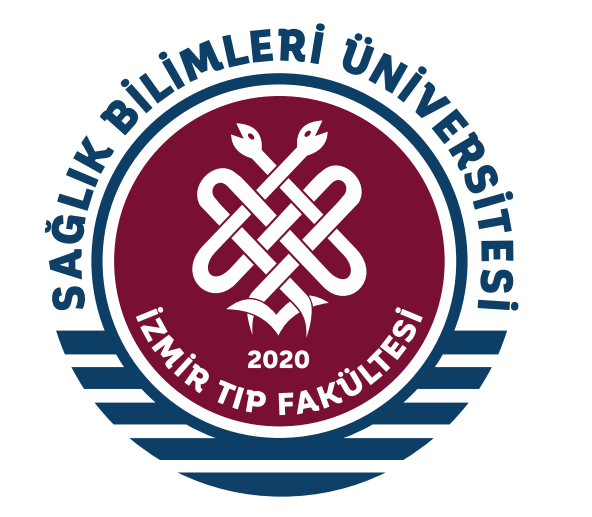 SAĞLIK BİLİMLERİ ÜNİVERSİTESİ
2020
İZMİR TIP FAKÜLTESİ